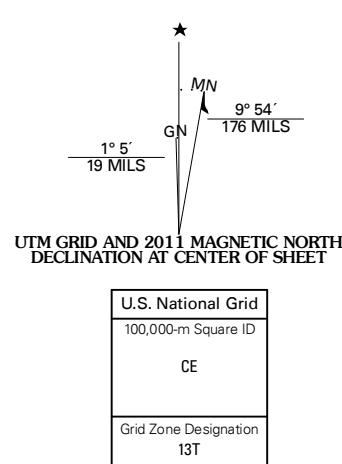 ★
MN
GN
9° 54´
176 MILS
1° 5´
19 MILS
UTM GRID AND 2011 MAGNETIC NORTH
DECLINATION AT CENTER OF SHEET
U.S. National Grid
100,000-m Square ID
CE
Grid Zone Designation
13T